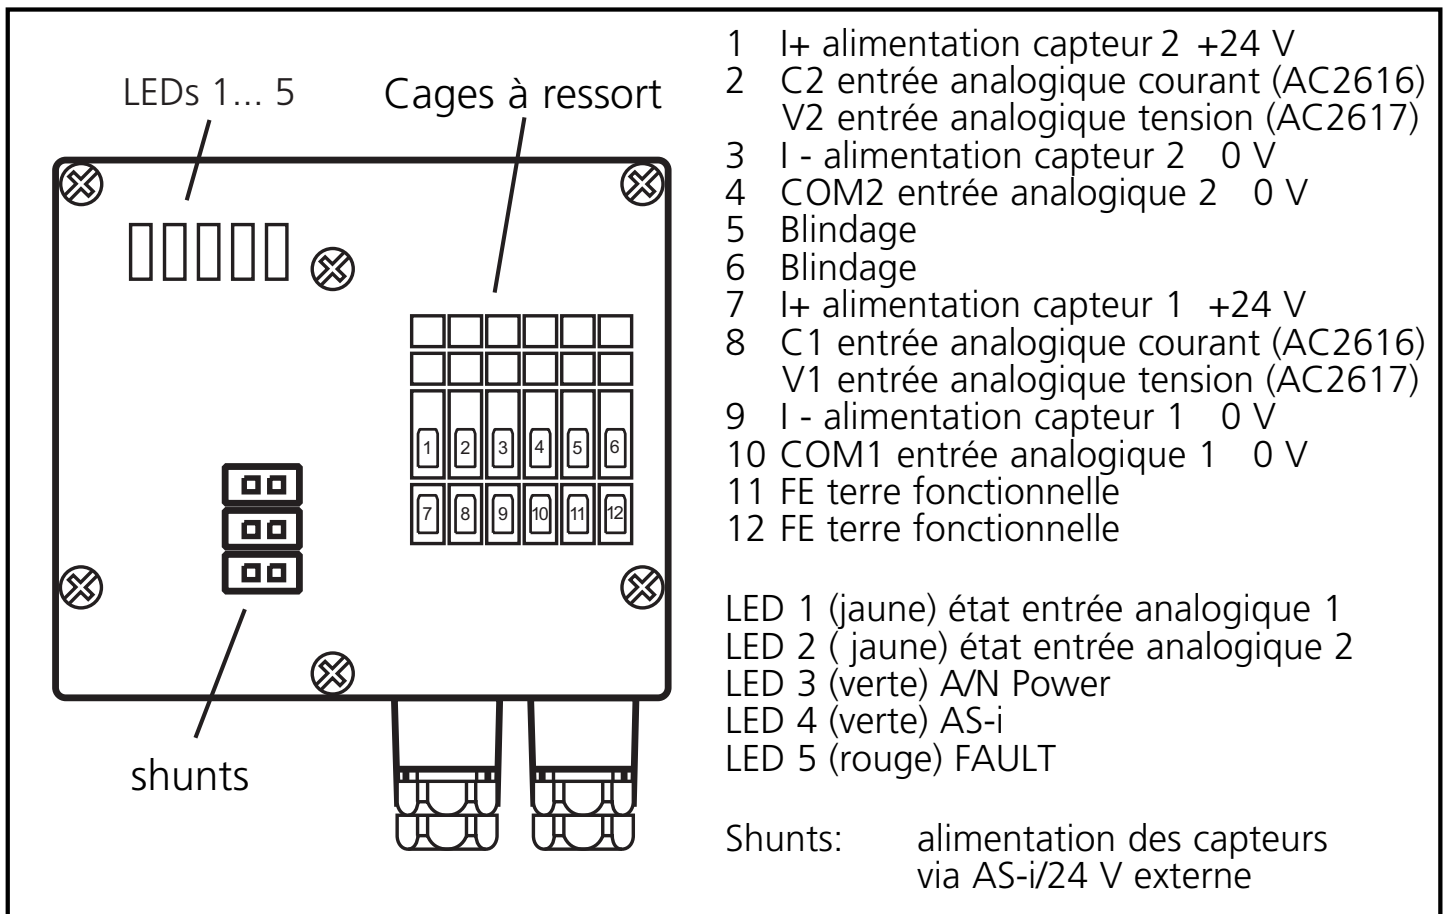 LEDs 1... 5
Cages à ressort
1 2 3 4 5 6
7 8 9 10 11 12
shunts
1 I+ alimentation capteur 2 +24 V
2 C2 entrée analogique courant (AC2616)
V2 entrée analogique tension (AC2617)
3 I - alimentation capteur 2 0 V
4 COM2 entrée analogique 2 0 V
5 Blindage
6 Blindage
7 I+ alimentation capteur 1 +24 V
8 C1 entrée analogique courant (AC2616)
V1 entrée analogique tension (AC2617)
9 I - alimentation capteur 1 0 V
10 COM1 entrée analogique 1 0 V
11 FE terre fonctionnelle
12 FE terre fonctionnelle
LED 1 (jaune) état entrée analogique 1
LED 2 ( jaune) état entrée analogique 2
LED 3 (verte) A/N Power
LED 4 (verte) AS-i
LED 5 (rouge) FAULT
Shunts: alimentation des capteurs
via AS-i/24 V externe